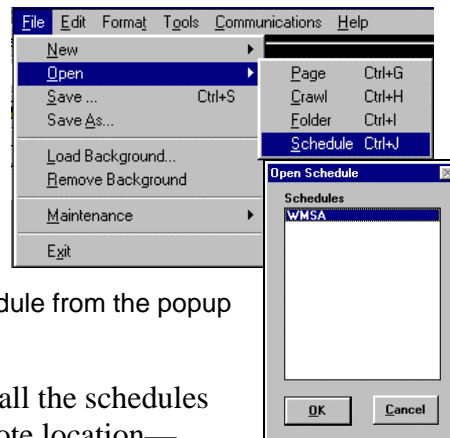 File Edit Format Tools Communications Help
New
Open
Save ... Ctrl+S
Save As...
Load Background...
Remove Background
Maintenance
Exit
Page Ctrl+G
Crawl Ctrl+H
Folder Ctrl+I
Schedule Ctrl+J
Open Schedule
Schedules
WMSA
OK Cancel
dule from the popup
all the schedules
ote location—